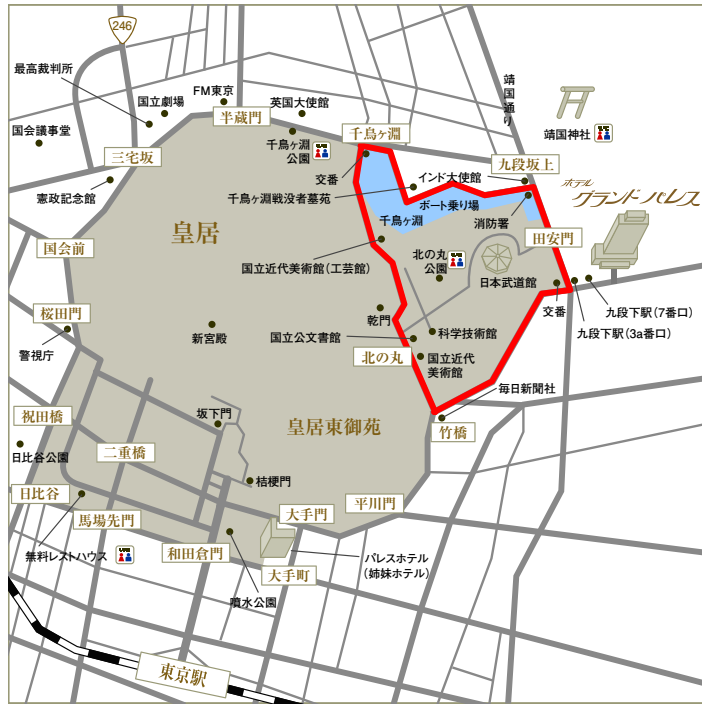 246
最高裁判所
国立劇場
FM東京
英国大使館
半蔵門
国会議事堂
三宅坂
憲政記念館
千鳥ヶ淵
公園
千鳥ヶ淵
交番
靖国通り
靖国神社
九段坂上
インド大使館
千鳥ヶ淵戦没者墓苑
ボート乗り場
千鳥ヶ淵
消防署
ホテル
グランドパレス
田安門
皇居
国会前
国立近代美術館(工芸館)
北の丸
公園
日本武道館
交番
九段下駅(7番口)
九段下駅(3a番口)
桜田門
警視庁
新宮殿
乾門
国立公文書館
科学技術館
北の丸
国立近代
美術館
毎日新聞社
竹橋
祝田橋
坂下門
皇居東御苑
日比谷公園
二重橋
桔梗門
日比谷
馬場先門
平川門
大手門
無料レストハウス
和田倉門
大手町
パレスホテル
(姉妹ホテル)
噴水公園
東京駅